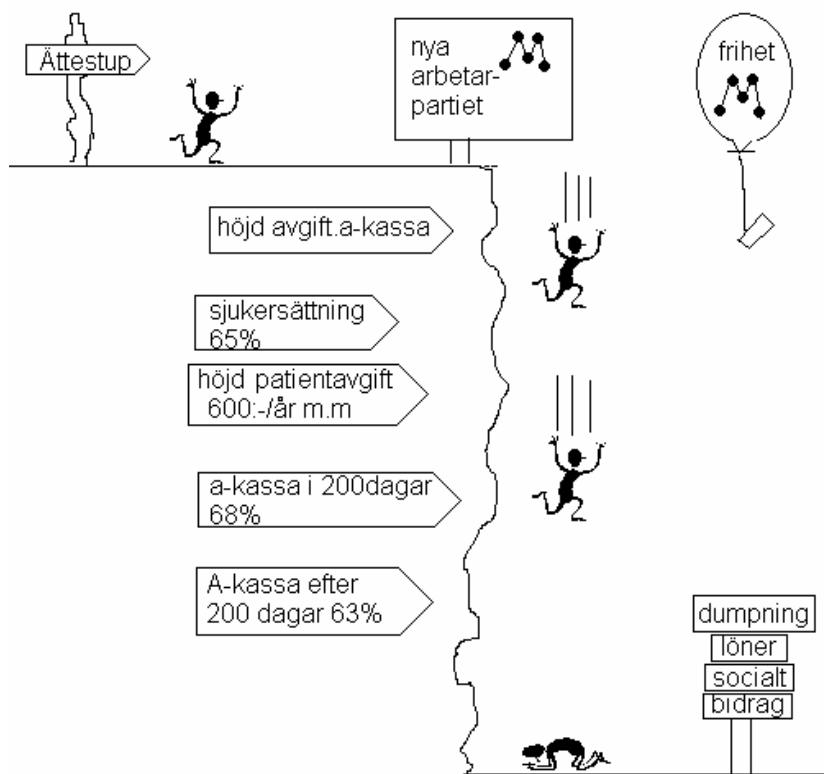 Ättestup
nya
arbetar-
partiet
frihet
höjd avgift.a-kassa
sjukersättning
65%
höjd patientavgift
600:-/år m.m
a-kassa i 200dagar
68%
A-kassa efter
200 dagar 63%
dumpning
löner
socialt
bidrag